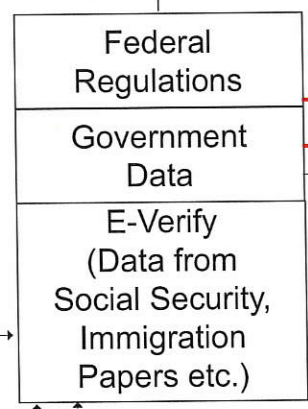 Federal
Regulations
Government
Data
E-Verify
(Data from
Social Security,
Immigration
Papers etc.)